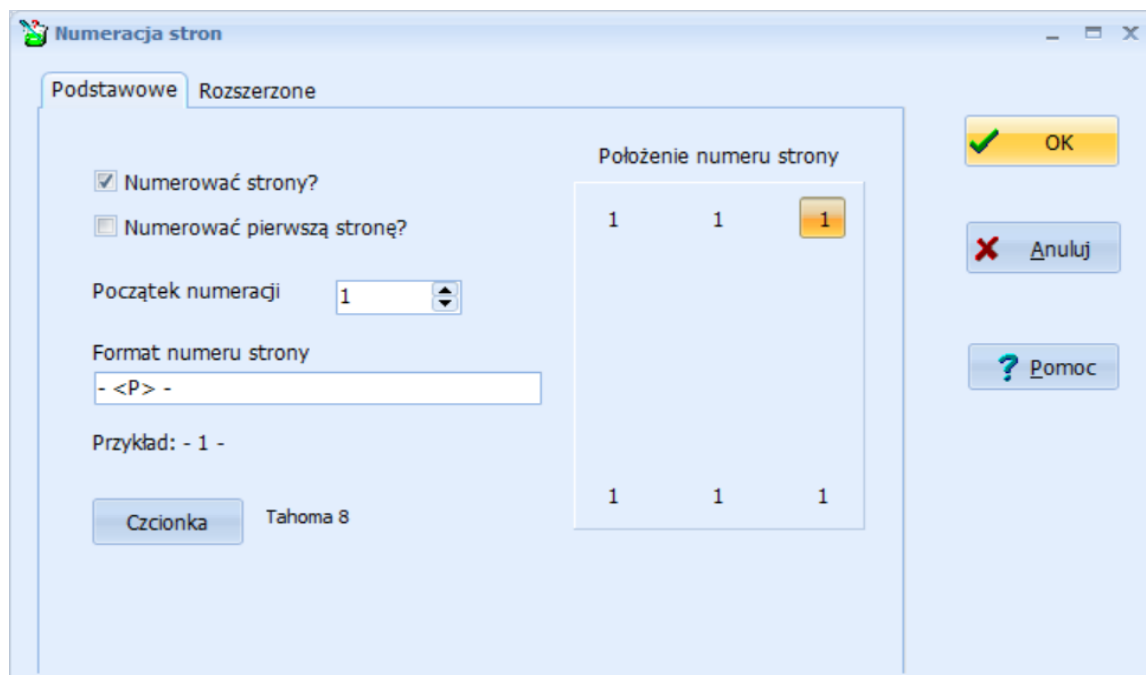 Numeracja stron
Podstawowe Rozszerzone
Numerować strony?
Numerować pierwszą stronę?
Początek numeracji 1
Format numeru strony
- <P> -
Przykład: - 1 -
Czcionka Tahoma 8
Położenie numeru strony
1 1 1
1 1 1
OK
Anuluj
? Pomoc